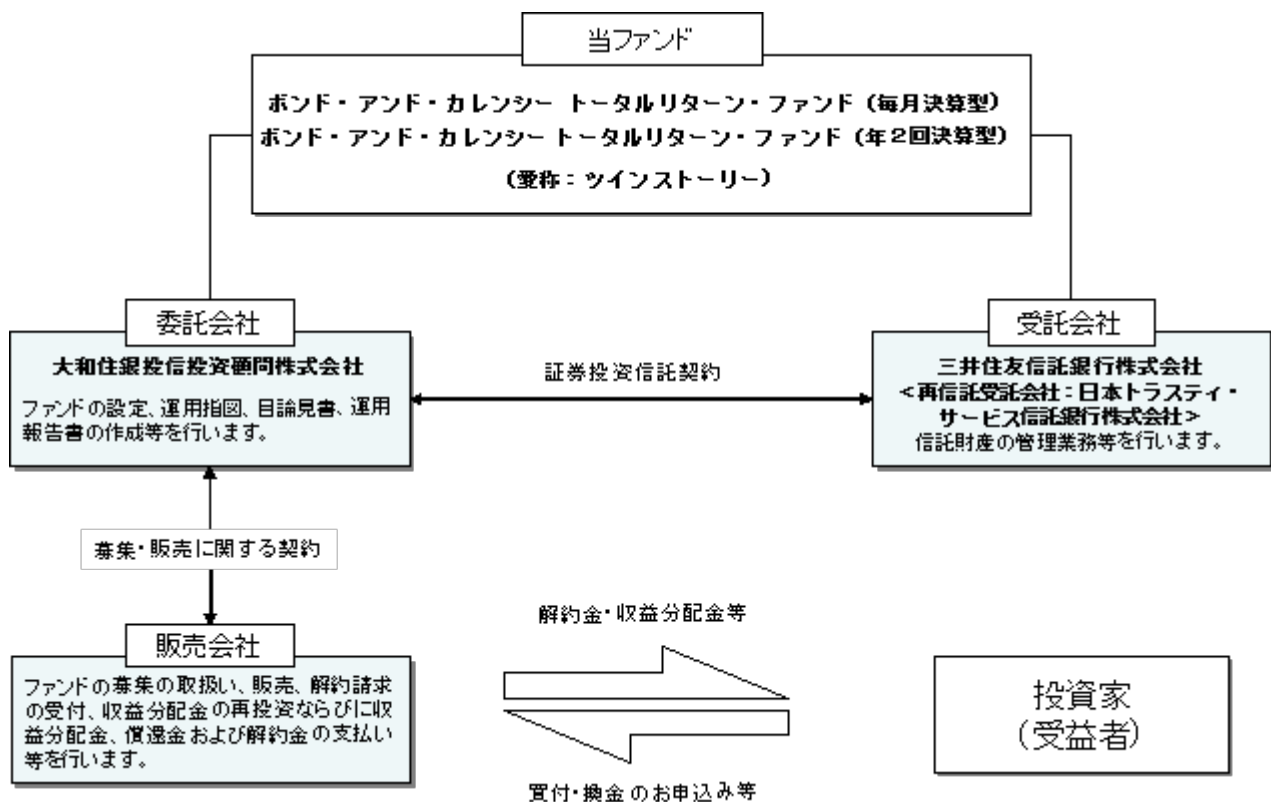 当ファンド
ボンド・アンド・カレンシー トータルリターン・ファンド（毎月決算型）
ボンド・アンド・カレンシー トータルリターン・ファンド（年２回決算型）
（愛称：ツインストーリー）
委託会社
大和住銀投信投資顧問株式会社
ファンドの設定、運用指図、目論見書、運用
報告書の作成等を行います。
証券投資信託契約
受託会社
三井住友信託銀行株式会社
＜再信託受託会社：日本トラスティ・
サービス信託銀行株式会社＞
信託財産の管理業務等を行います。
募集・販売に関する契約
販売会社
ファンドの募集の取扱い、販売、解約請求
の受付、収益分配金の再投資ならびに収
益分配金、償還金および解約金の支払い
等を行います。
解約金・収益分配金等
買付・換金のお申込み等
投資家
（受益者）